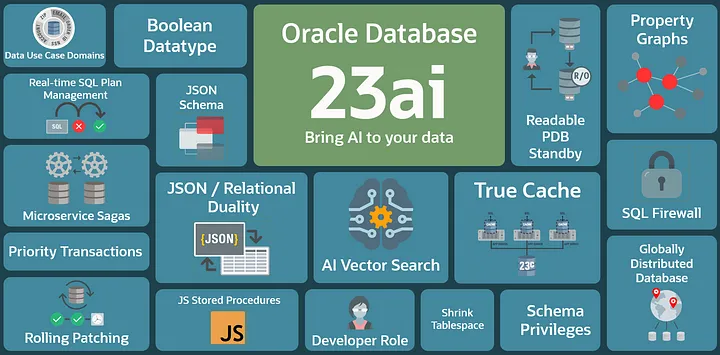 Data Use Case Domains
Boolean
Datatype
Oracle Database
23ai
Bring AI to your data
R/O
Readable
PDB
Standby
Property
Graphs
Real-time SQL Plan
Management
SQL
JSON
Schema
Microservice Sagas
JSON / Relational
Duality
{JSON}
AI Vector Search
True Cache
SQL Firewall
Priority Transactions
Rolling Patching
JS Stored Procedures
JS
Developer Role
Shrink
Tablespace
Schema
Privileges
Globally
Distributed
Database